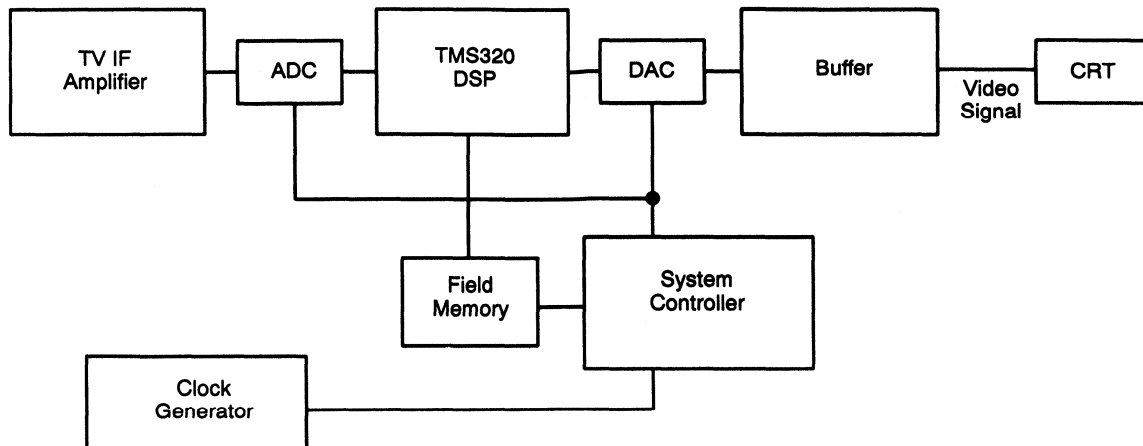 TV IF
Amplifier
ADC
TMS320
DSP
DAC
Buffer
Video
Signal
CRT
Field
Memory
System
Controller
Clock
Generator